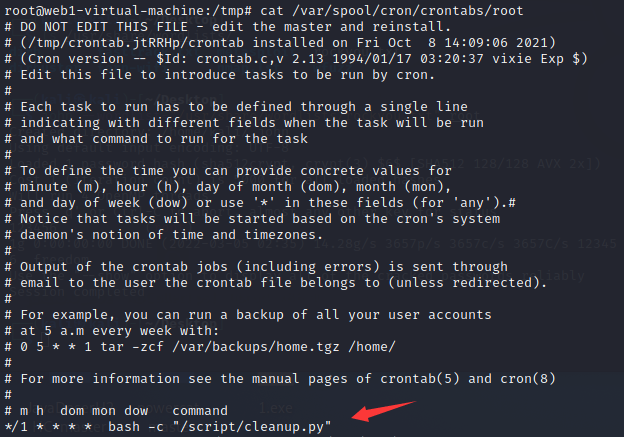 root@web1-virtual-machine:/tmp# cat /var/spool/cron/crontabs/root
# DO NOT EDIT THIS FILE - edit the master and reinstall.
# (/tmp/crontab.jtRRHp/crontab installed on Fri Oct  8 14:09:06 2021)
# (Cron version -- $Id: crontab.c,v 2.13 1994/01/17 03:20:37 vixie Exp $)
# Edit this file to introduce tasks to be run by cron.
#
# Each task to run has to be defined through a single line
# indicating with different fields when the task will be run
# and what command to run for the task
#
# To define the time you can provide concrete values for
# minute (m), hour (h), day of month (dom), month (mon),
# and day of week (dow) or use '*' in these fields (for 'any').#
# Notice that tasks will be started based on the cron's system
# daemon's notion of time and timezones.
#
# Output of the crontab jobs (including errors) is sent through
# email to the user the crontab file belongs to (unless redirected).
#
# For example, you can run a backup of all your user accounts
# at 5 a.m every week with:
# 0 5 * * 1 tar -zcf /var/backups/home.tgz /home/
#
# For more information see the manual pages of crontab(5) and cron(8)
#
# m h  dom mon dow   command
*/1 * * * *  bash -c "/script/cleanup.py"